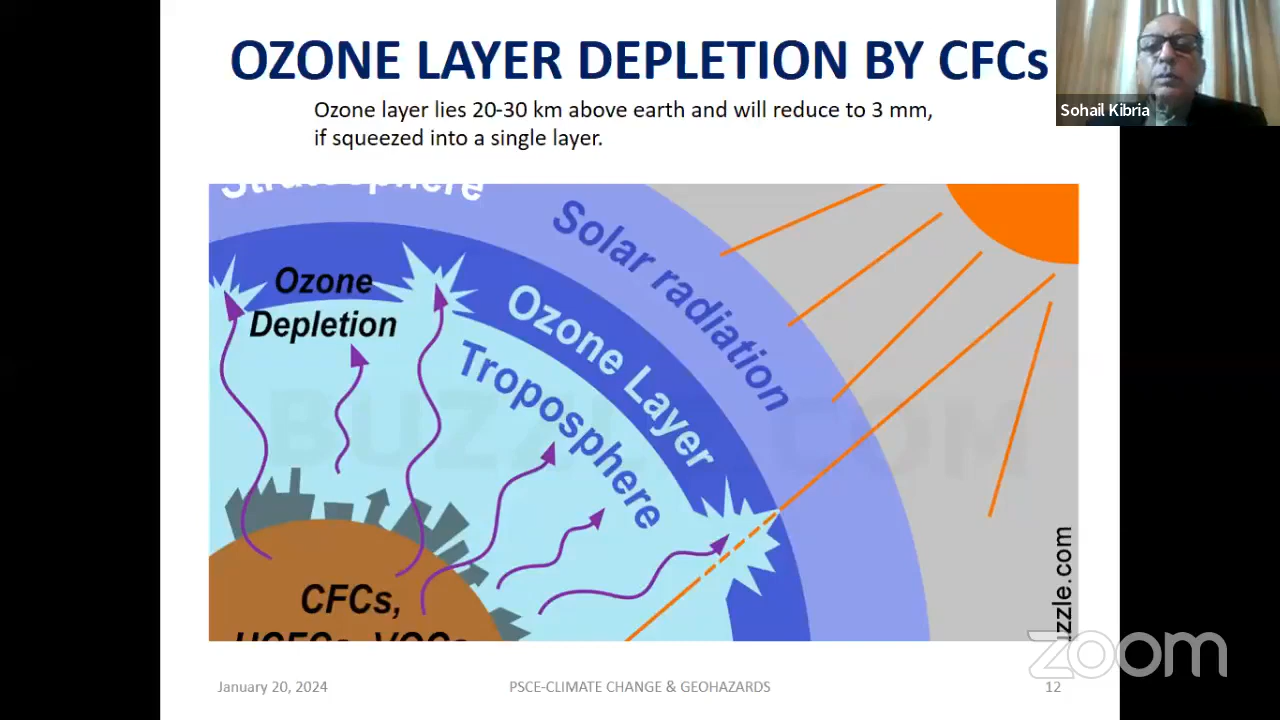 OZONE LAYER DEPLETION BY CFCs
Ozone layer lies 20-30 km above earth and will reduce to 3 mm,
if squeezed into a single layer.
Sohail Kibria
Stratosphere
Solar radiation
Ozone
Depletion
Ozone Layer
Troposphere
BUZZLE.COM
CFCs,
HCFCs, VOCs
zzle.com
zoom
January 20, 2024
PSCE-CLIMATE CHANGE & GEOHAZARDS
12